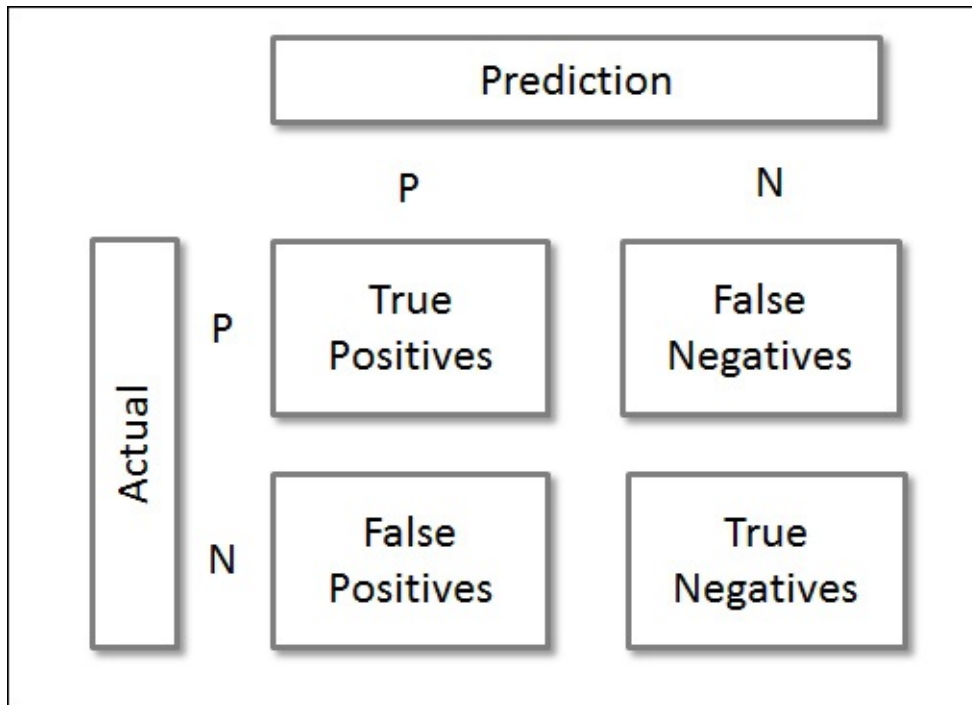 Prediction
P N
Actual
P
True
Positives
False
Negatives
N
False
Positives
True
Negatives